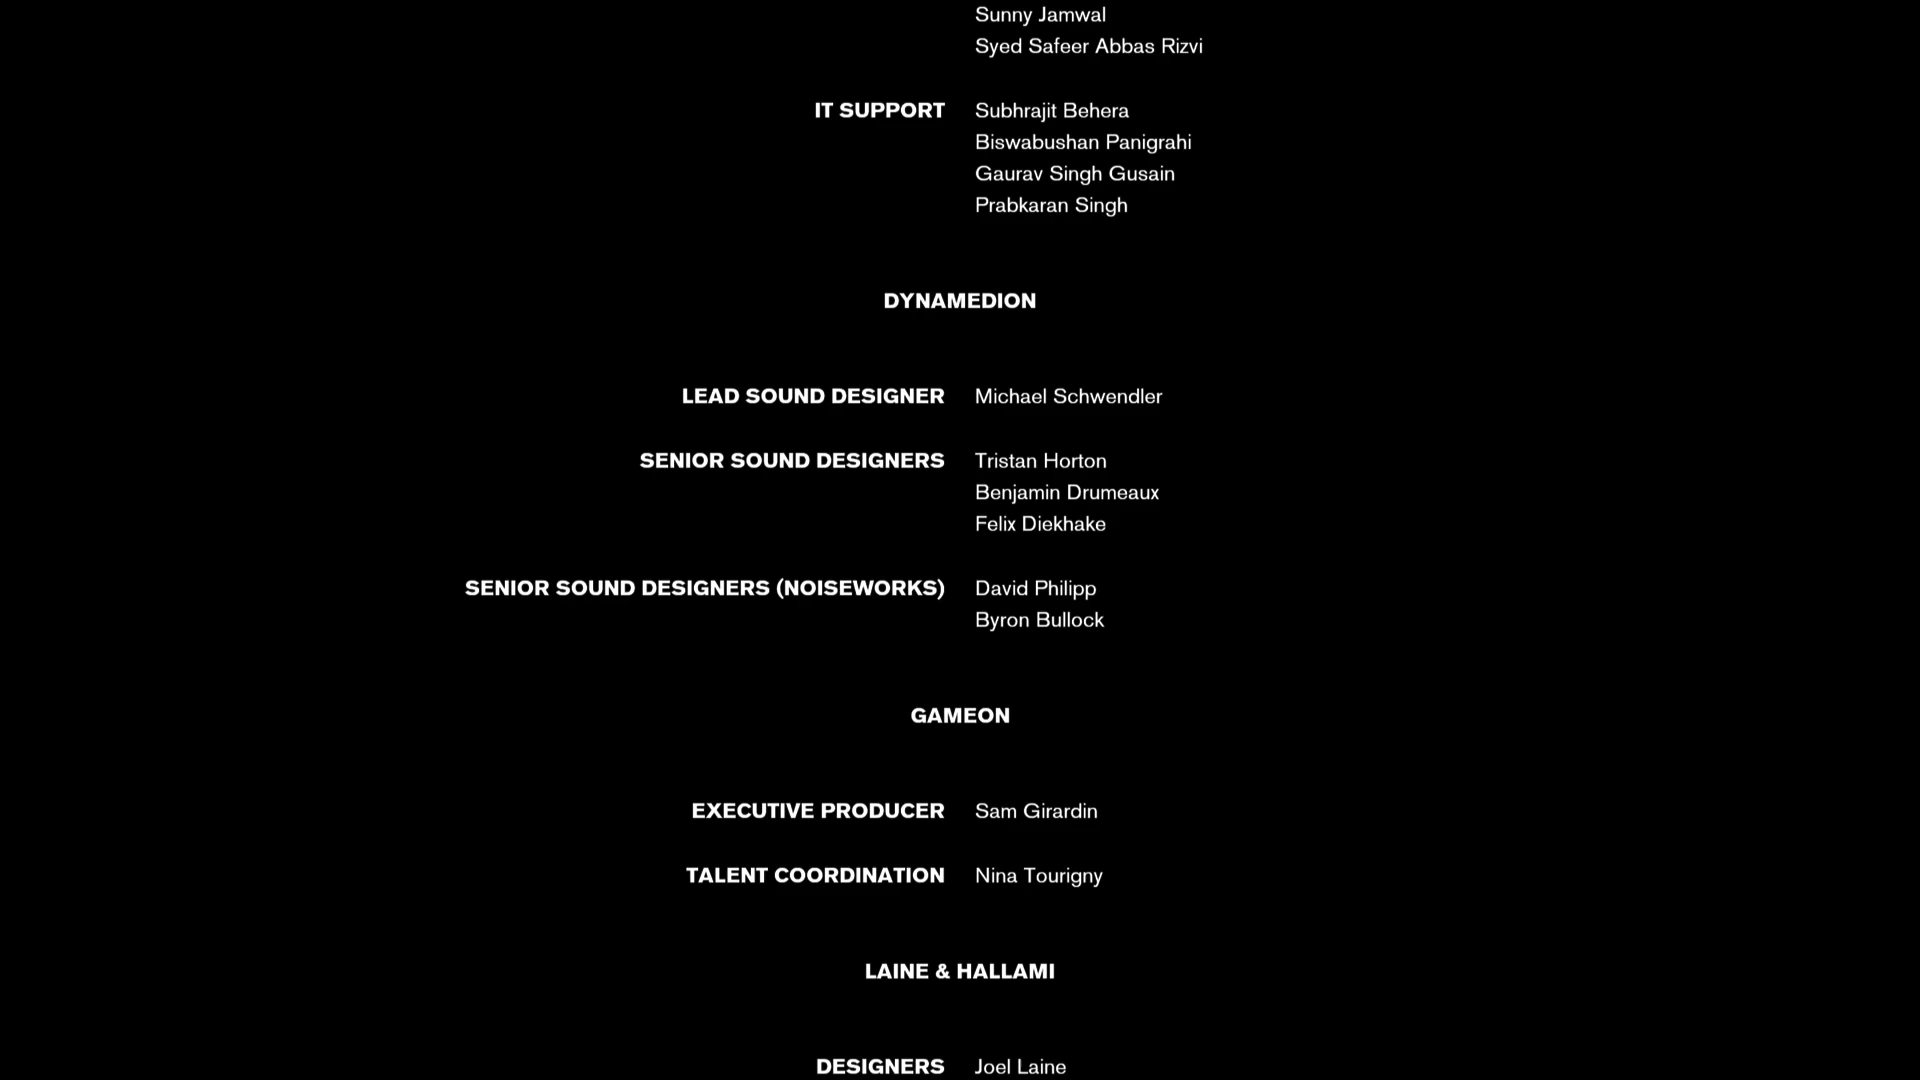 Sunny Jamwal
Syed Safeer Abbas Rizvi
IT SUPPORT Subhrajit Behera
Biswabushan Panigrahi
Gaurav Singh Gusain
Prabkaran Singh
DYNAMEDION
LEAD SOUND DESIGNER Michael Schwendler
SENIOR SOUND DESIGNERS Tristan Horton
Benjamin Drumeaux
Felix Diekhake
SENIOR SOUND DESIGNERS (NOISEWORKS) David Philipp
Byron Bullock
GAMEON
EXECUTIVE PRODUCER Sam Girardin
TALENT COORDINATION Nina Tourigny
LAINE & HALLAMI
DESIGNERS Joel Laine